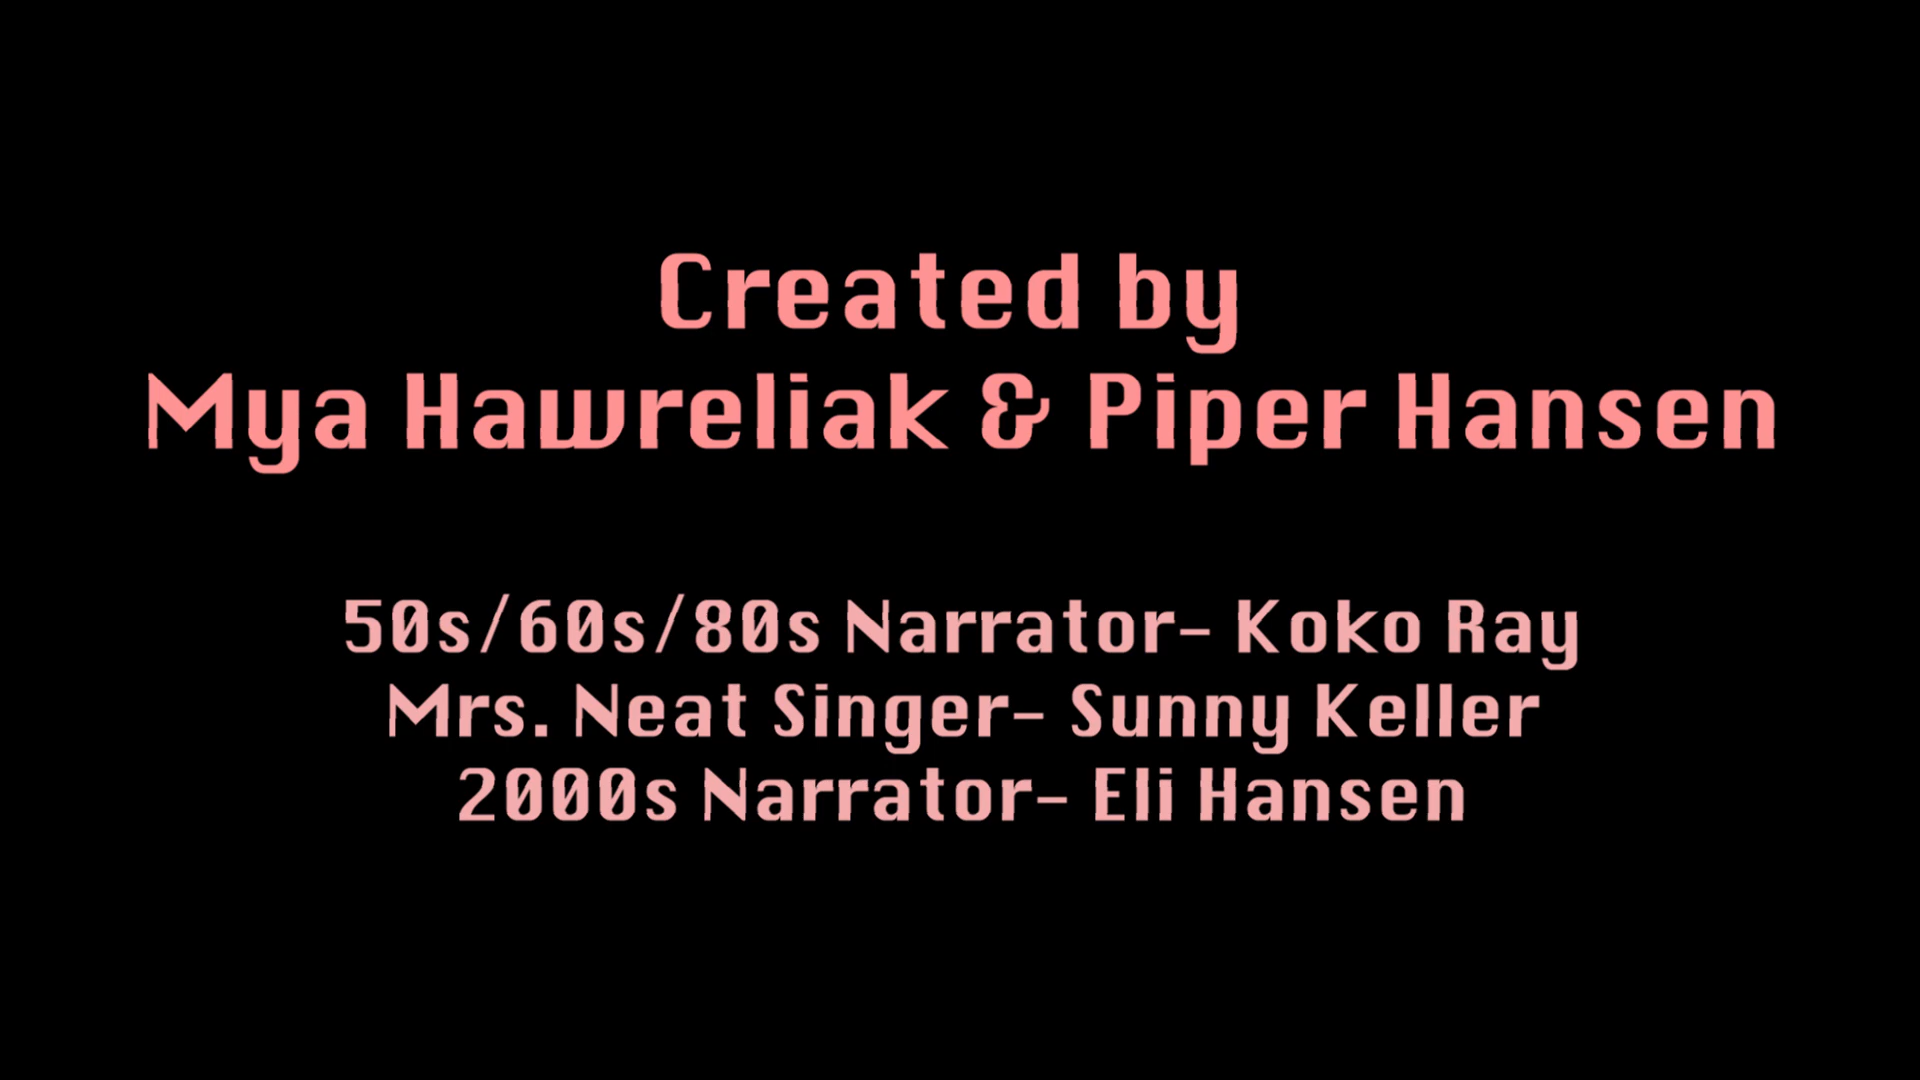 Created by
Mya Hawreliak & Piper Hansen
50s/60s/80s Narrator- Koko Ray
Mrs. Neat Singer- Sunny Keller
2000s Narrator- Eli Hansen